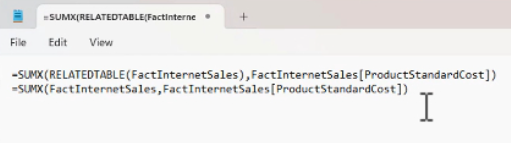 =SUMX(RELATEDTABLE(FactInterne
File Edit View
=SUMX(RELATEDTABLE(FactInternetSales),FactInternetSales[ProductStandardCost])
=SUMX(FactInternetSales,FactInternetSales[ProductStandardCost])